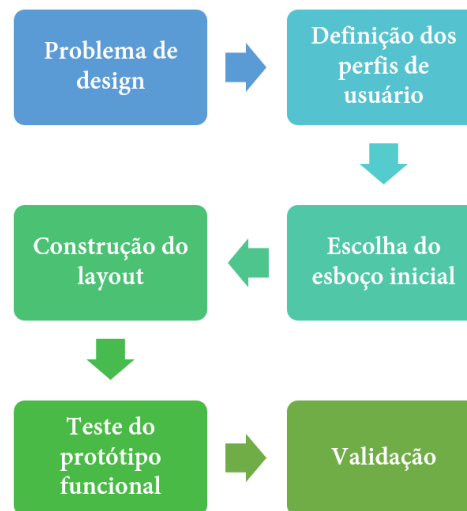 Problema de
design
Definição dos
perfis de
usuário
Escolha do
esboço inicial
Construção do
layout
Teste do
protótipo
funcional
Validação